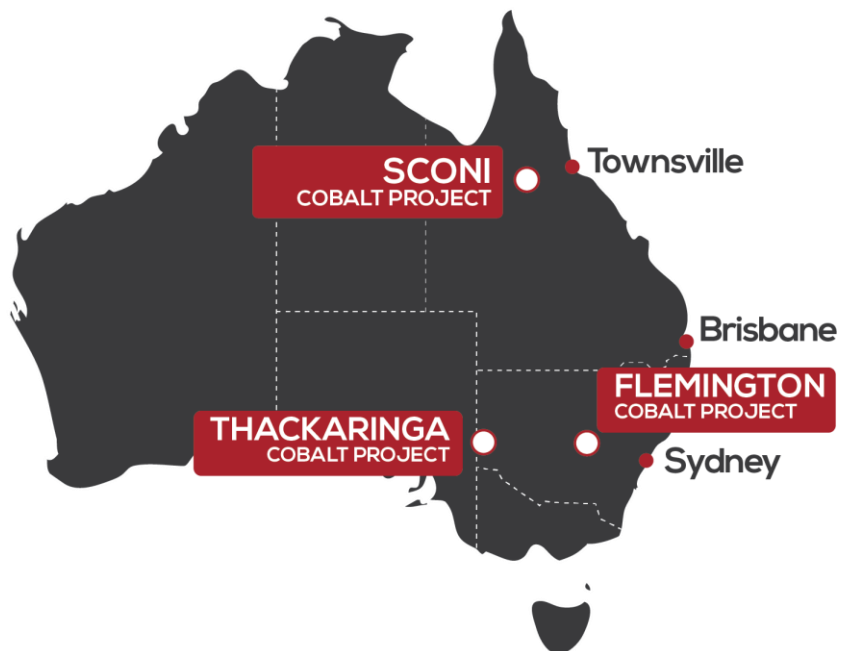 SCONI
COBALT PROJECT
Townsville
Brisbane
FLEMINGTON
COBALT PROJECT
THACKARINGA
COBALT PROJECT
Sydney